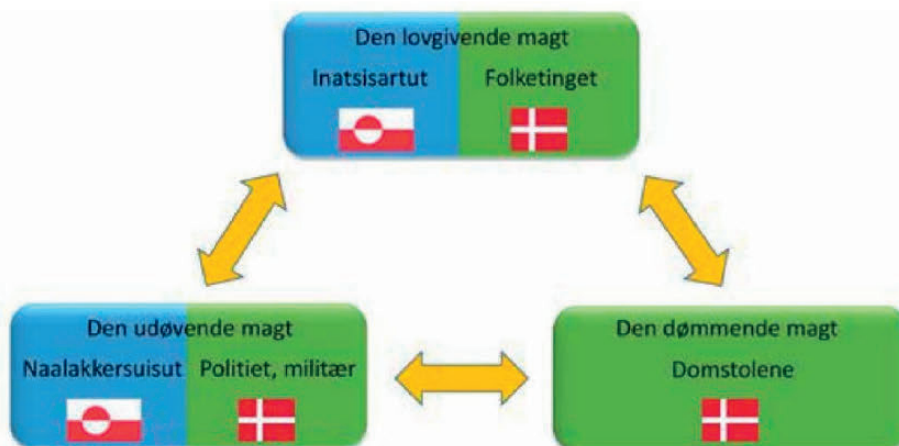 Den lovgivende magt
Inatsisartut Folketinget
Den udøvende magt
Naalakkersuisut Politiet, militær
Den dømmende magt
Domstolene